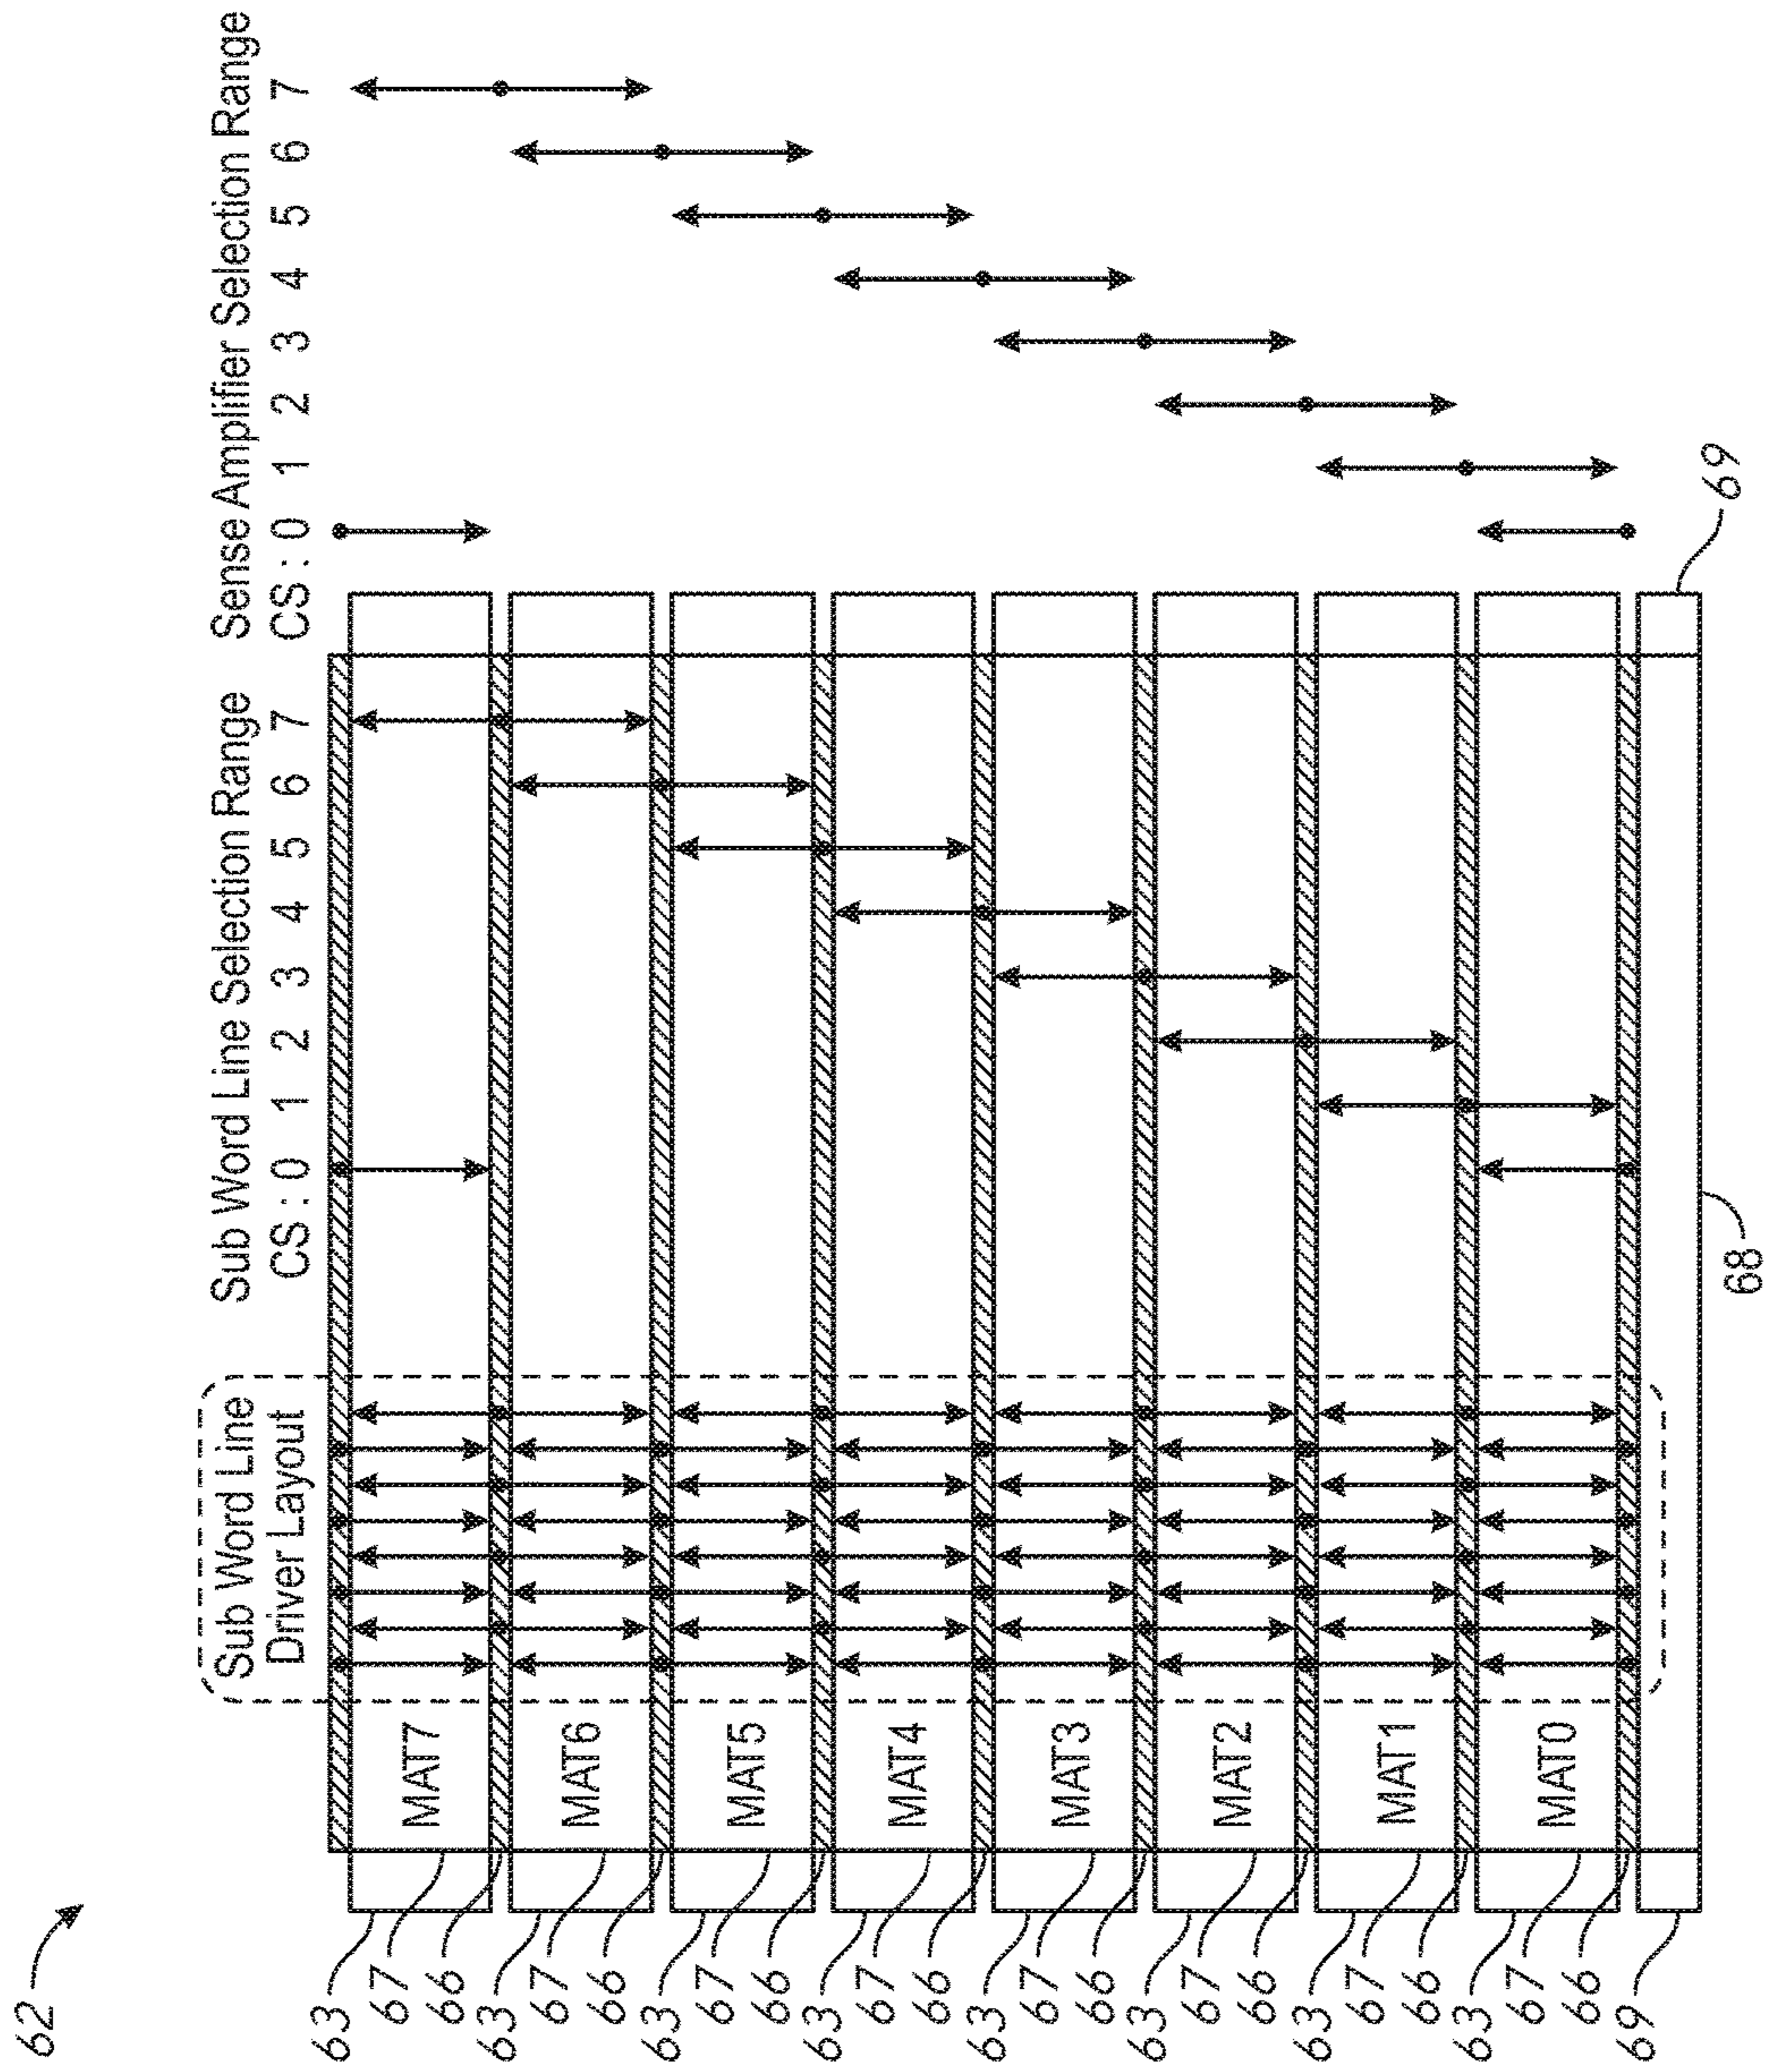 62
Sub Word Line
Driver Layout
Sub Word Line Selection Range
CS : 0 1 2 3 4 5 6 7
Sense Amplifier Selection Range
CS : 0 1 2 3 4 5 6 7
63
67
MAT7
66
63
67
MAT6
66
63
67
MAT5
66
63
67
MAT4
66
63
67
MAT3
66
63
67
MAT2
66
63
67
MAT1
66
63
67
MAT0
66
69
69
68